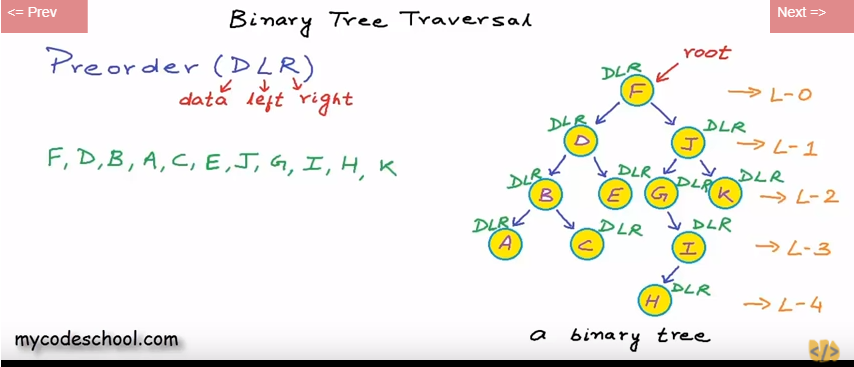 <= Prev
Binary Tree Traversal
Next =>
Preorder (DLR)
data left right
F, D, B, A, C, E, J, G, I, H, K
root
DLR
F
→ L-0
DLR
D
DLR
J
→ L-1
DLR
B
DLR
E
G
DLR
K
DLR
→ L-2
DLR
A
C
DLR
I
DLR
→ L-3
H
DLR
→ L-4
a binary tree
mycodeschool.com
</>